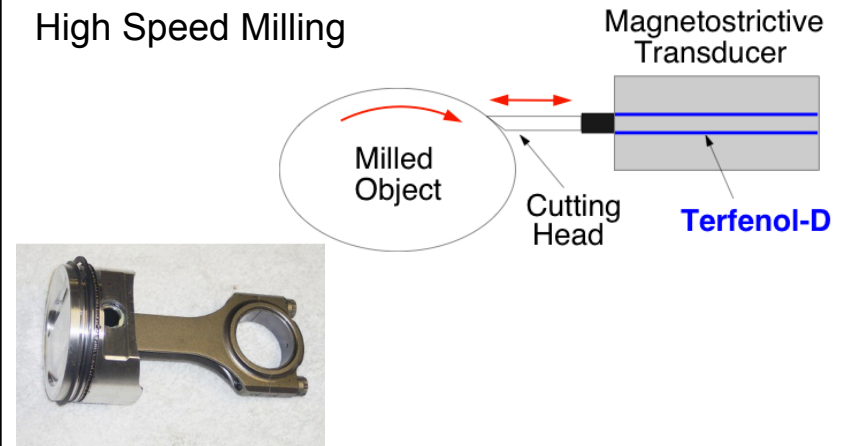 High Speed Milling
Magnetostrictive
Transducer
Milled
Object
Cutting
Head
Terfenol-D